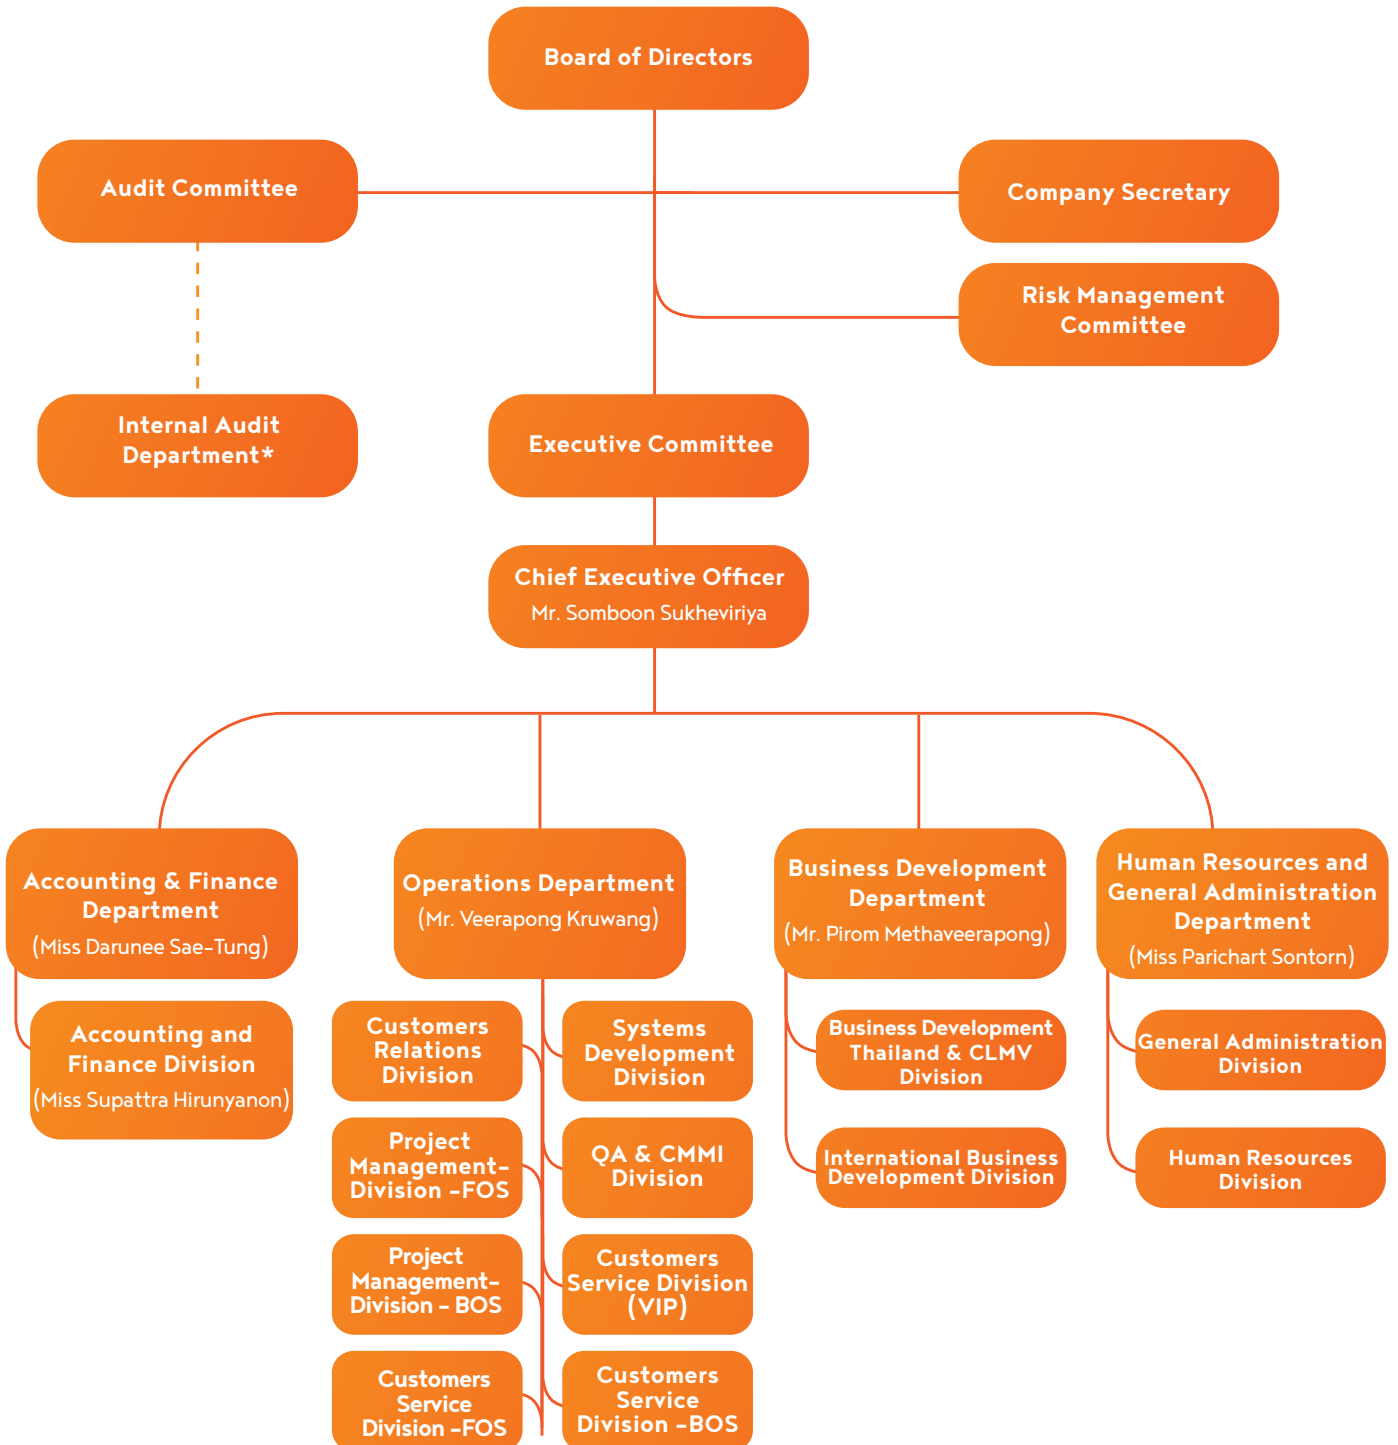 Board of Directors
Audit Committee
Company Secretary
Risk Management
Committee
Internal Audit
Department*
Executive Committee
Chief Executive Officer
Mr. Somboon Sukheviriya
Accounting & Finance
Department
(Miss Darunee Sae-Tung)
Accounting and
Finance Division
(Miss Supattra Hirunyanon)
Operations Department
(Mr. Veerapong Kruwang)
Customers
Relations
Division
Systems
Development
Division
Project
Management-
Division -FOS
QA & CMMI
Division
Project
Management-
Division - BOS
Customers
Service Division
(VIP)
Customers
Service
Division -FOS
Customers
Service
Division -BOS
Business Development
Department
(Mr. Pirom Methaveerapong)
Business Development
Thailand & CLMV
Division
International Business
Development Division
Human Resources and
General Administration
Department
(Miss Parichart Sontorn)
General Administration
Division
Human Resources
Division